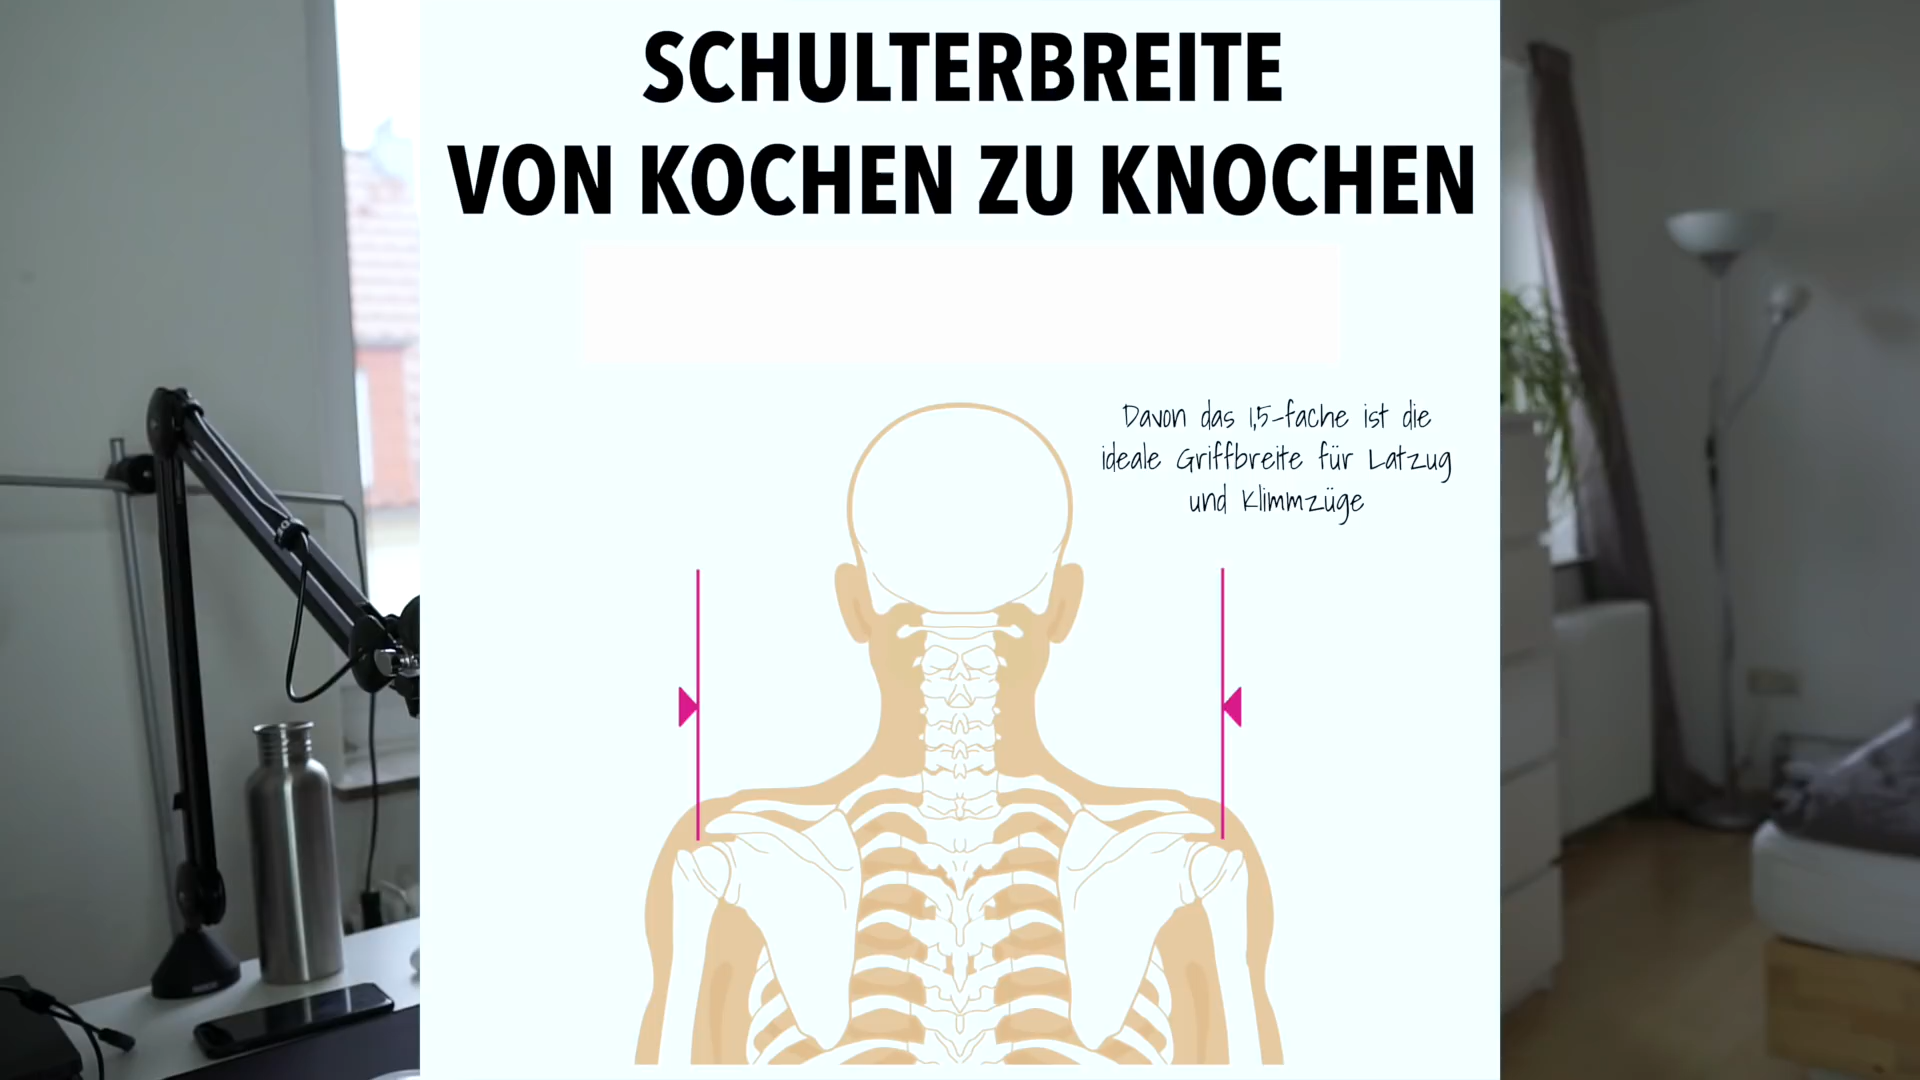 SCHULTERBREITE
VON KOCHEN ZU KNOCHEN
Davon das 1,5-fache ist die
ideale Griffbreite für Latzug
und Klimmzüge